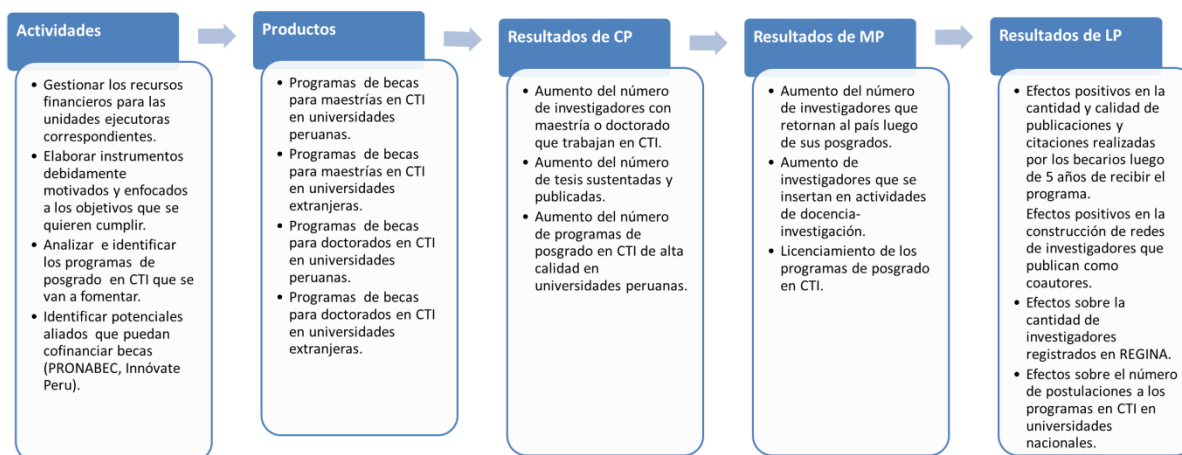 Actividades
• Gestionar los recursos
financieros para las
unidades ejecutoras
correspondientes.
• Elaborar instrumentos
debidamente
motivados y enfocados
a los objetivos que se
quieren cumplir.
• Analizar e identificar
los programas de
posgrado en CTI que se
van a fomentar.
• Identificar potenciales
aliados que puedan
cofinanciar becas
(PRONABEC, Innóvate
Peru).
Productos
• Programas de becas
para maestrías en CTI
en universidades
peruanas.
• Programas de becas
para maestrías en CTI
en universidades
extranjeras.
• Programas de becas
para doctorados en CTI
en universidades
peruanas.
• Programas de becas
para doctorados en CTI
en universidades
extranjeras.
Resultados de CP
• Aumento del número
de investigadores con
maestría o doctorado
que trabajan en CTI.
• Aumento del número
de tesis sustentadas y
publicadas.
• Aumento del número
de programas de
posgrado en CTI de alta
calidad en
universidades peruanas.
Resultados de MP
• Aumento del número
de investigadores que
retornan al país luego
de sus posgrados.
• Aumento de
investigadores que se
insertan en actividades
de docencia-
investigación.
• Licenciamiento de los
programas de posgrado
en CTI.
Resultados de LP
• Efectos positivos en la
cantidad y calidad de
publicaciones y
citaciones realizadas
por los becarios luego
de 5 años de recibir el
programa.
Efectos positivos en la
construcción de redes
de investigadores que
publican como
coautores.
• Efectos sobre la
cantidad de
investigadores
registrados en REGINA.
• Efectos sobre el número
de postulaciones a los
programas en CTI en
universidades
nacionales.